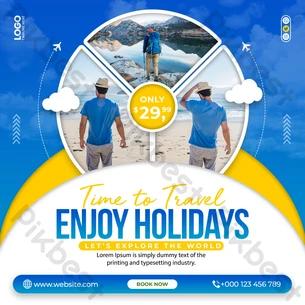 LOGO
ONLY
$29,99
Time to Travel
ENJOY HOLIDAYS
LET'S EXPLORE THE WORLD
Lorem Ipsum is simply dummy text of the
printing and typesetting industry.
www.website.com
BOOK NOW
+000 123 456 789